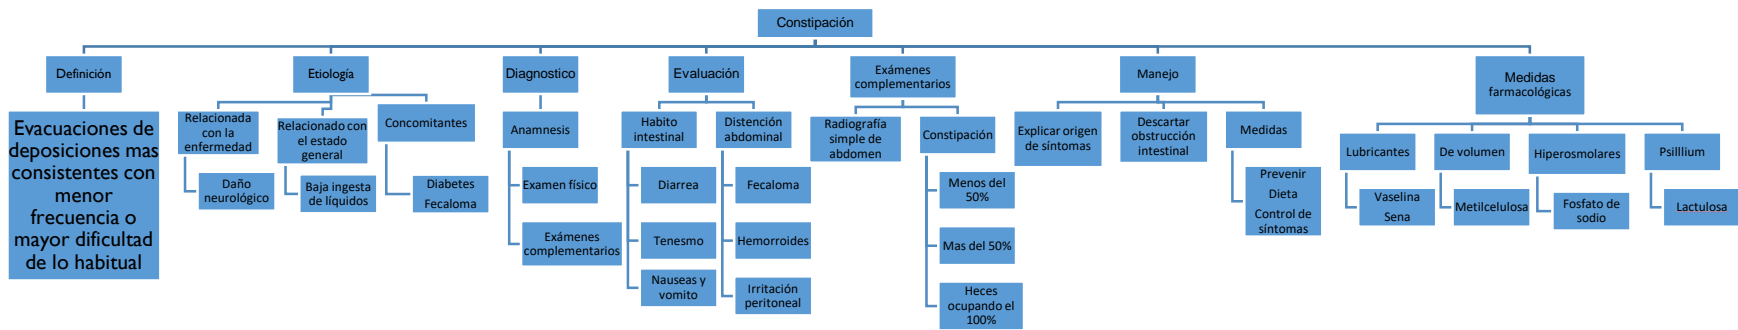 Constipación
Definición
Etiología
Diagnostico
Evaluación
Exámenes
complementarios
Manejo
Medidas
farmacológicas
Evacuaciones de
deposiciones mas
consistentes con
menor
frecuencia o
mayor dificultad
de lo habitual
Relacionada
con la
enfermedad
Daño
neurológico
Relacionado con
el estado
general
Baja ingesta
de líquidos
Concomitantes
Diabetes
Fecaloma
Anamnesis
Examen físico
Exámenes
complementarios
Habito
intestinal
Diarrea
Tenesmo
Nauseas y
vomito
Distención
abdominal
Fecaloma
Hemorroides
Irritación
peritoneal
Radiografía
simple de
abdomen
Constipación
Menos del
50%
Mas del 50%
Heces
ocupando el
100%
Explicar origen
de síntomas
Descartar
obstrucción
intestinal
Medidas
Prevenir
Dieta
Control de
síntomas
Lubricantes
Vaselina
Sena
De volumen
Metilcelulosa
Hiperosmolares
Fosfato de
sodio
Psilllium
Lactulosa